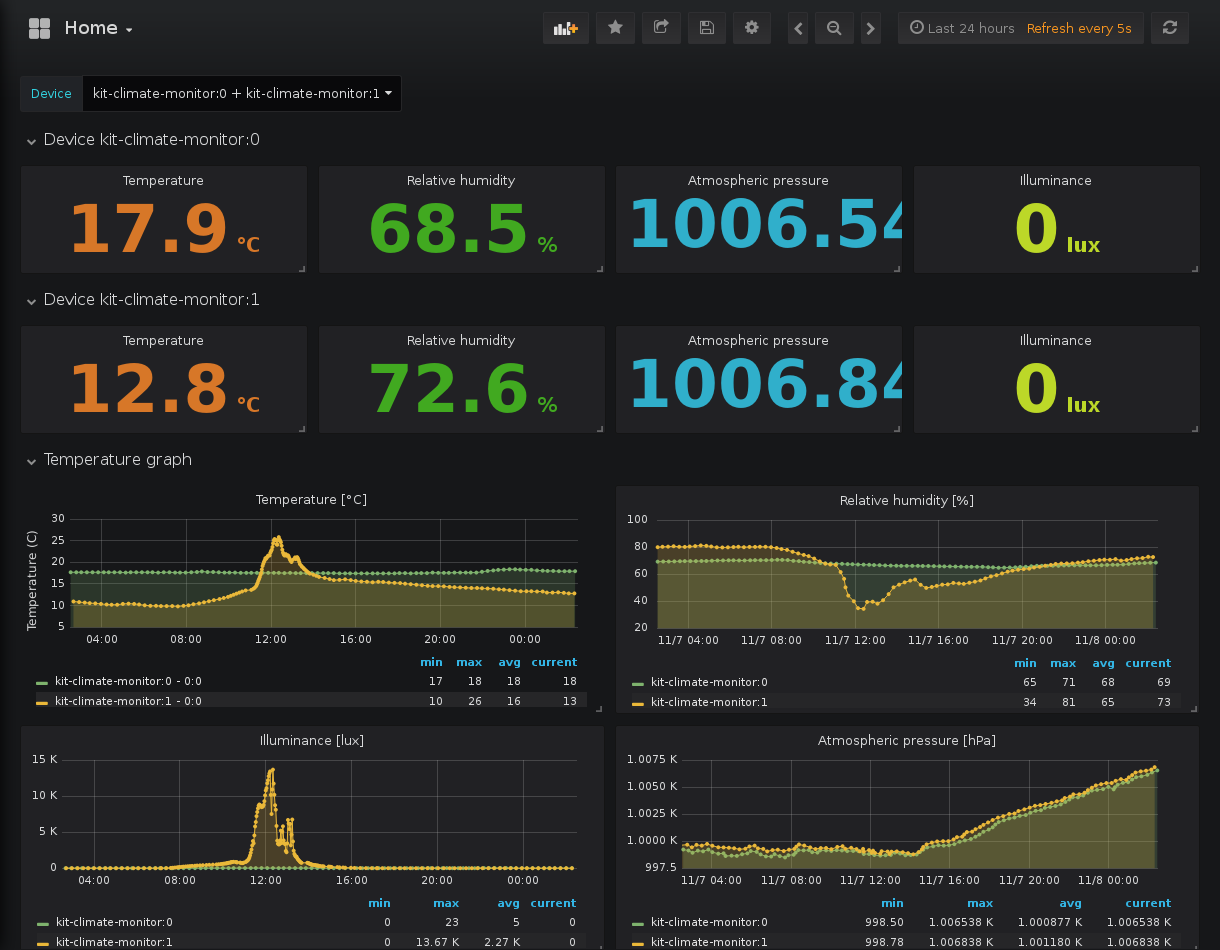 Home
Last 24 hours Refresh every 5s
Device kit-climate-monitor:0 + kit-climate-monitor:1
Device kit-climate-monitor:0
Temperature Relative humidity Atmospheric pressure Illuminance
17.9 °C 68.5 % 1006.54 0 lux
Device kit-climate-monitor:1
Temperature Relative humidity Atmospheric pressure Illuminance
12.8 °C 72.6 % 1006.84 0 lux
Temperature graph
Temperature [°C]
Temperature (C)
30
25
20
15
10
5
04:00 08:00 12:00 16:00 20:00 00:00
min max avg current
kit-climate-monitor:0 - 0:0 17 18 18 18
kit-climate-monitor:1 - 0:0 10 26 16 13
Relative humidity [%]
100
80
60
40
20
11/7 04:00 11/7 08:00 11/7 12:00 11/7 16:00 11/7 20:00 11/8 00:00
min max avg current
kit-climate-monitor:0 65 71 68 69
kit-climate-monitor:1 34 81 65 73
Illuminance [lux]
15 K
10 K
5 K
0
04:00 08:00 12:00 16:00 20:00 00:00
min max avg current
kit-climate-monitor:0 0 23 5 0
kit-climate-monitor:1 0 13.67 K 2.27 K 0
Atmospheric pressure [hPa]
1.0075 K
1.0050 K
1.0025 K
1.0000 K
997.5
11/7 04:00 11/7 08:00 11/7 12:00 11/7 16:00 11/7 20:00 11/8 00:00
min max avg current
kit-climate-monitor:0 998.50 1.006538 K 1.000877 K 1.006538 K
kit-climate-monitor:1 998.78 1.006838 K 1.001180 K 1.006838 K